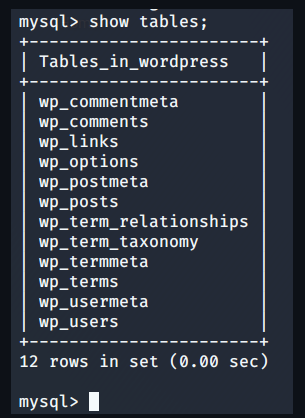 mysql> show tables;
+-----------------------+
| Tables_in_wordpress   |
+-----------------------+
| wp_commentmeta        |
| wp_comments           |
| wp_links              |
| wp_options            |
| wp_postmeta           |
| wp_posts              |
| wp_term_relationships |
| wp_term_taxonomy      |
| wp_termmeta           |
| wp_terms              |
| wp_usermeta           |
| wp_users              |
+-----------------------+
12 rows in set (0.00 sec)
mysql>